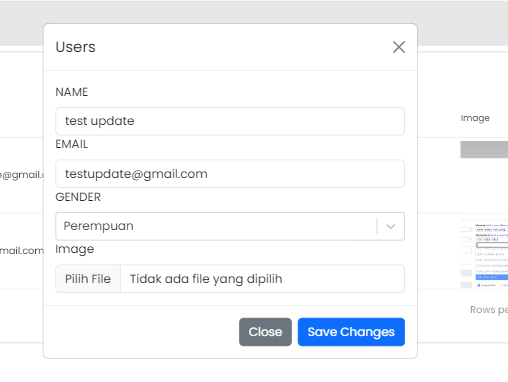 Users
NAME
test update
EMAIL
testupdate@gmail.com
GENDER
Perempuan
Image
Pilih File Tidak ada file yang dipilih
Close Save Changes
Image
e@gmail.c
mail.com
Rows pe